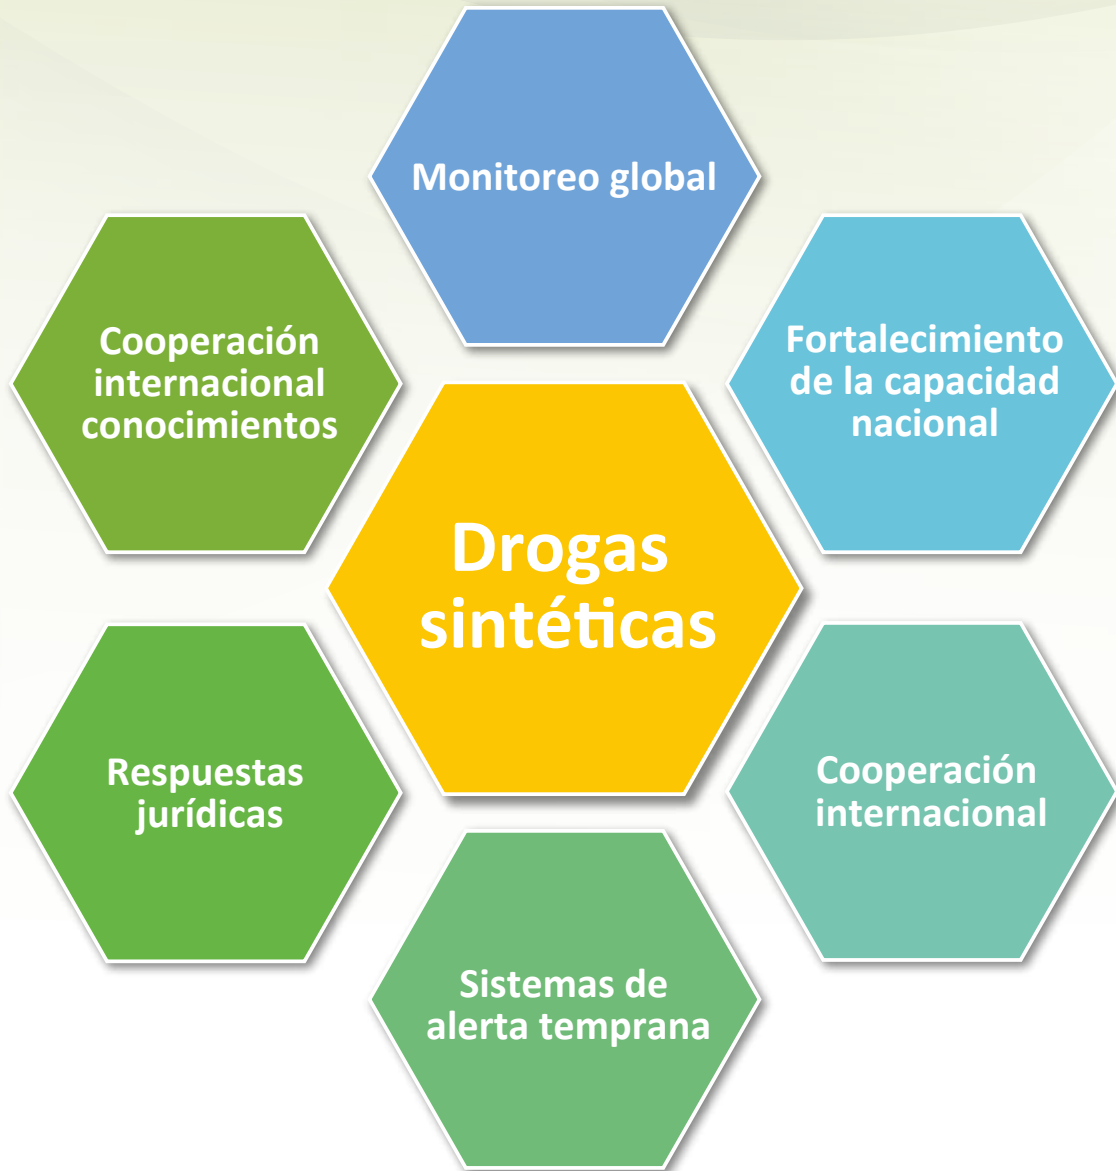 Monitoreo global
Cooperación
internacional
conocimientos
Fortalecimiento
de la capacidad
nacional
Drogas
sintéticas
Respuestas
jurídicas
Cooperación
internacional
Sistemas de
alerta temprana